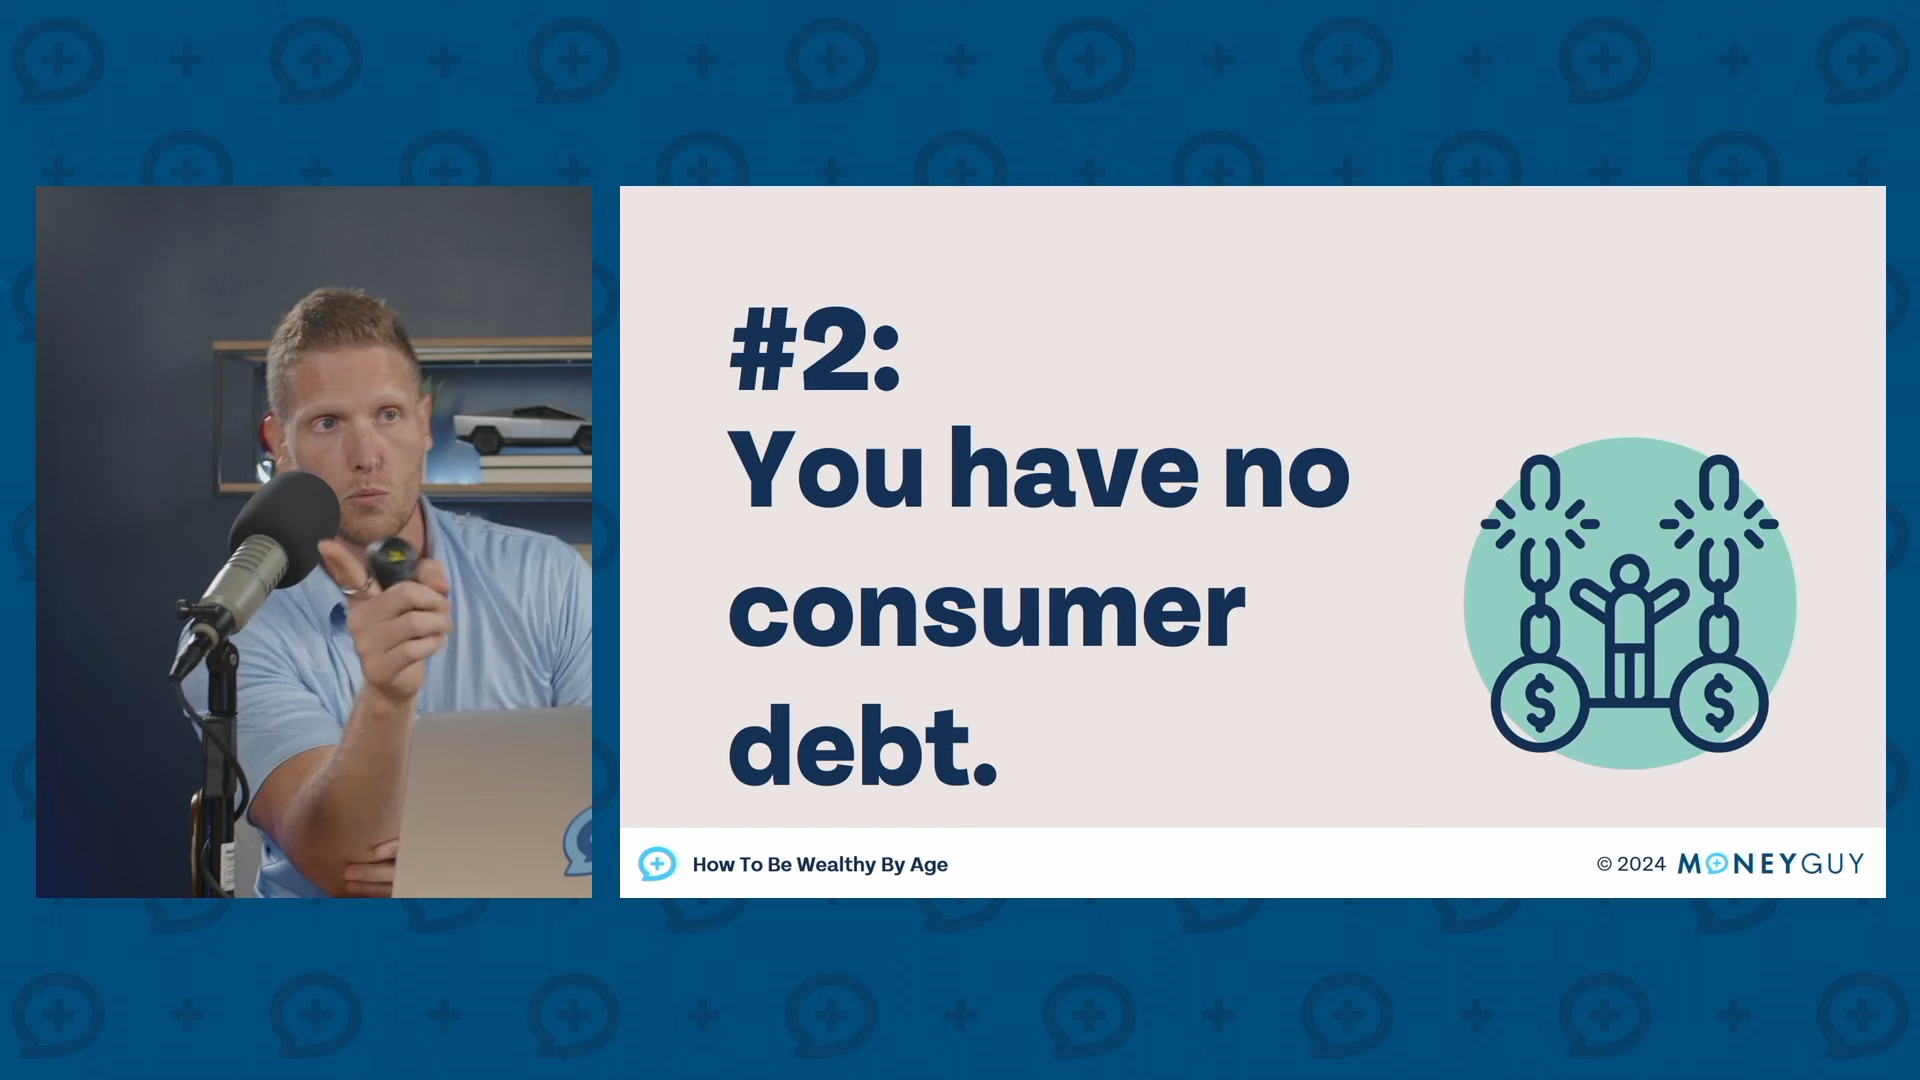 #2:
You have no
consumer
debt.
$ $
How To Be Wealthy By Age
© 2024 MONEYGUY